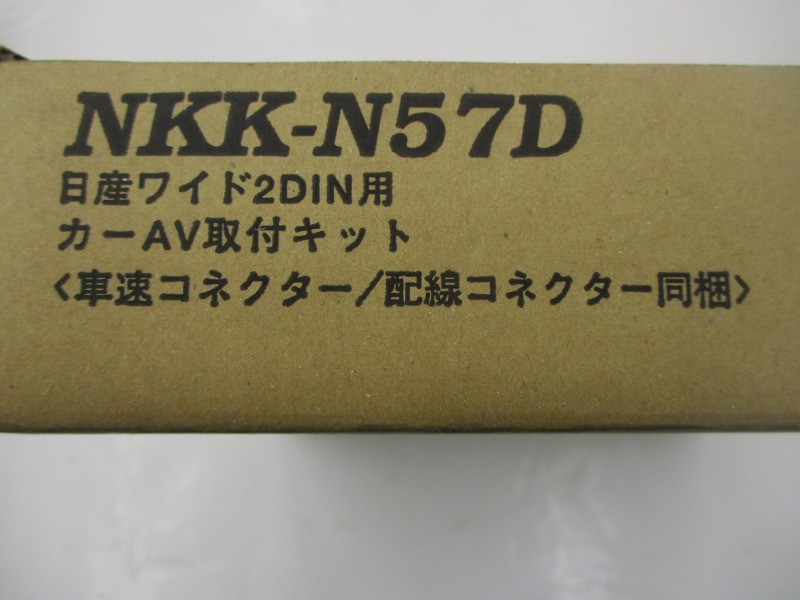 NKK-N57D
日産ワイド2DIN用
カーAV取付キット
<車速コネクター/配線コネクター同梱>